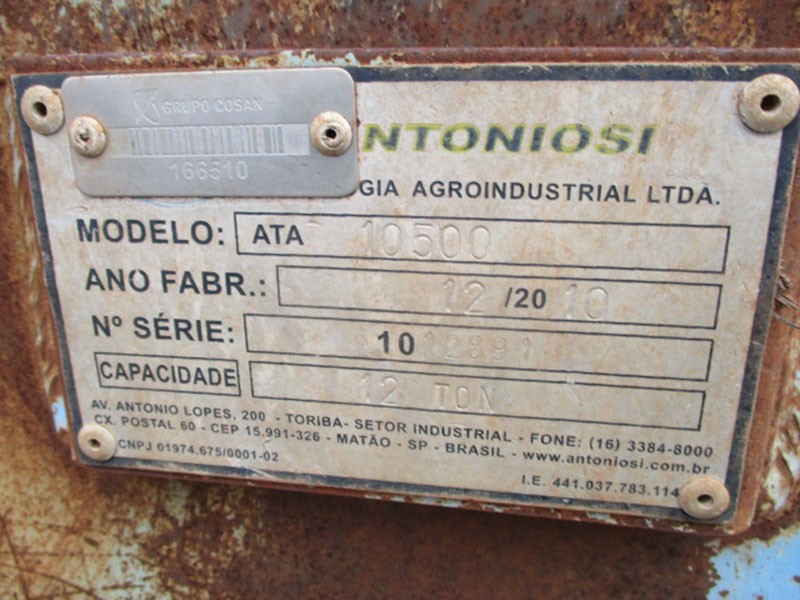 GRUPO COSAN
166510
NTONIOSI
GIA AGROINDUSTRIAL LTDA.
MODELO: ATA 10500
ANO FABR.: 12 /20 10
Nº SÉRIE: 10 12891
CAPACIDADE 12 TON
AV. ANTONIO LOPES, 200 - TORIBA- SETOR INDUSTRIAL - FONE: (16) 3384-8000
CX. POSTAL 60 - CEP 15.991-326 - MATÃO - SP - BRASIL - www.antoniosi.com.br
CNPJ 01974.675/0001-02
I.E. 441.037.783.114